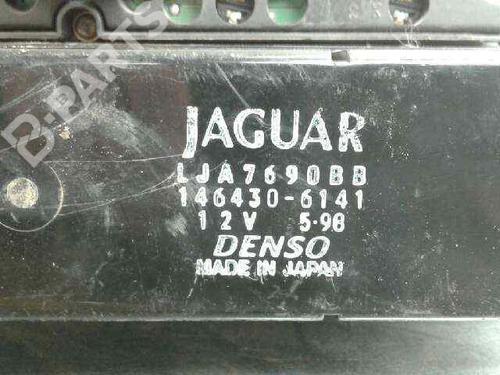 B-PARTS
JAGUAR
LJA7690BB
146430-6141
12V 5·98
DENSO
MADE IN JAPAN